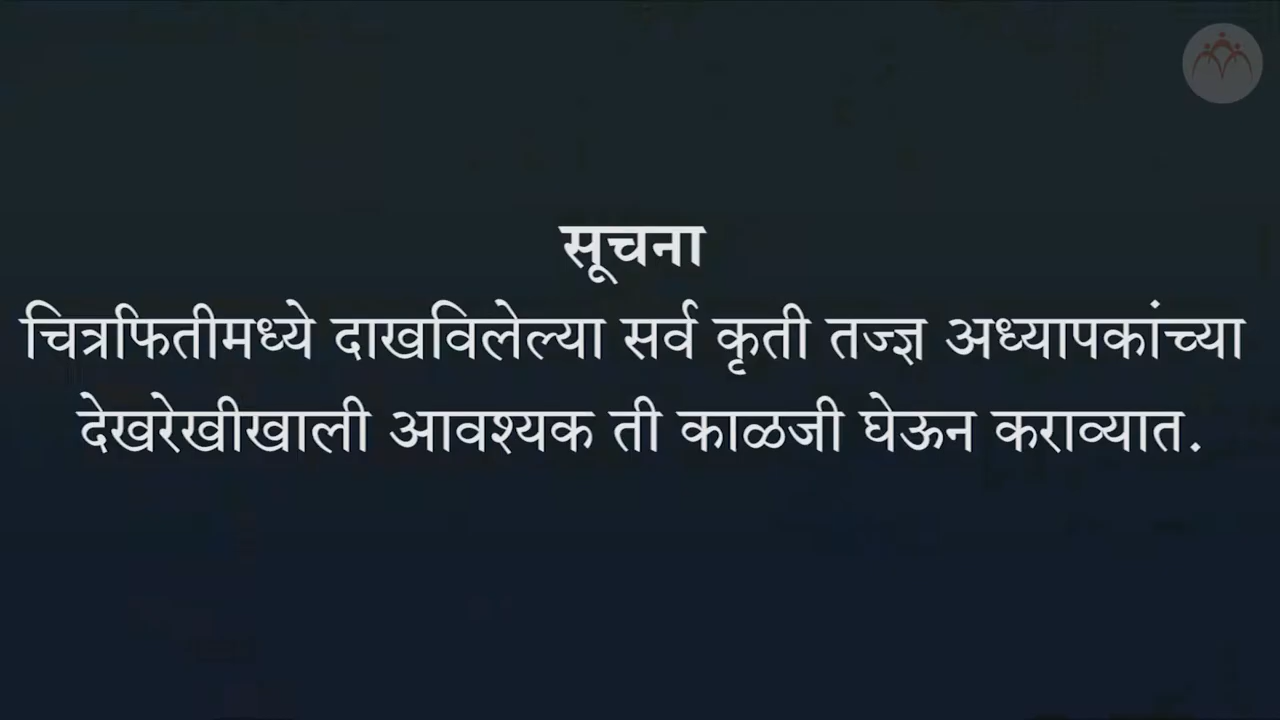 सूचना
चित्रफितीमध्ये दाखविलेल्या सर्व कृती तज्ज्ञ अध्यापकांच्या
देखरेखीखाली आवश्यक ती काळजी घेऊन कराव्यात.